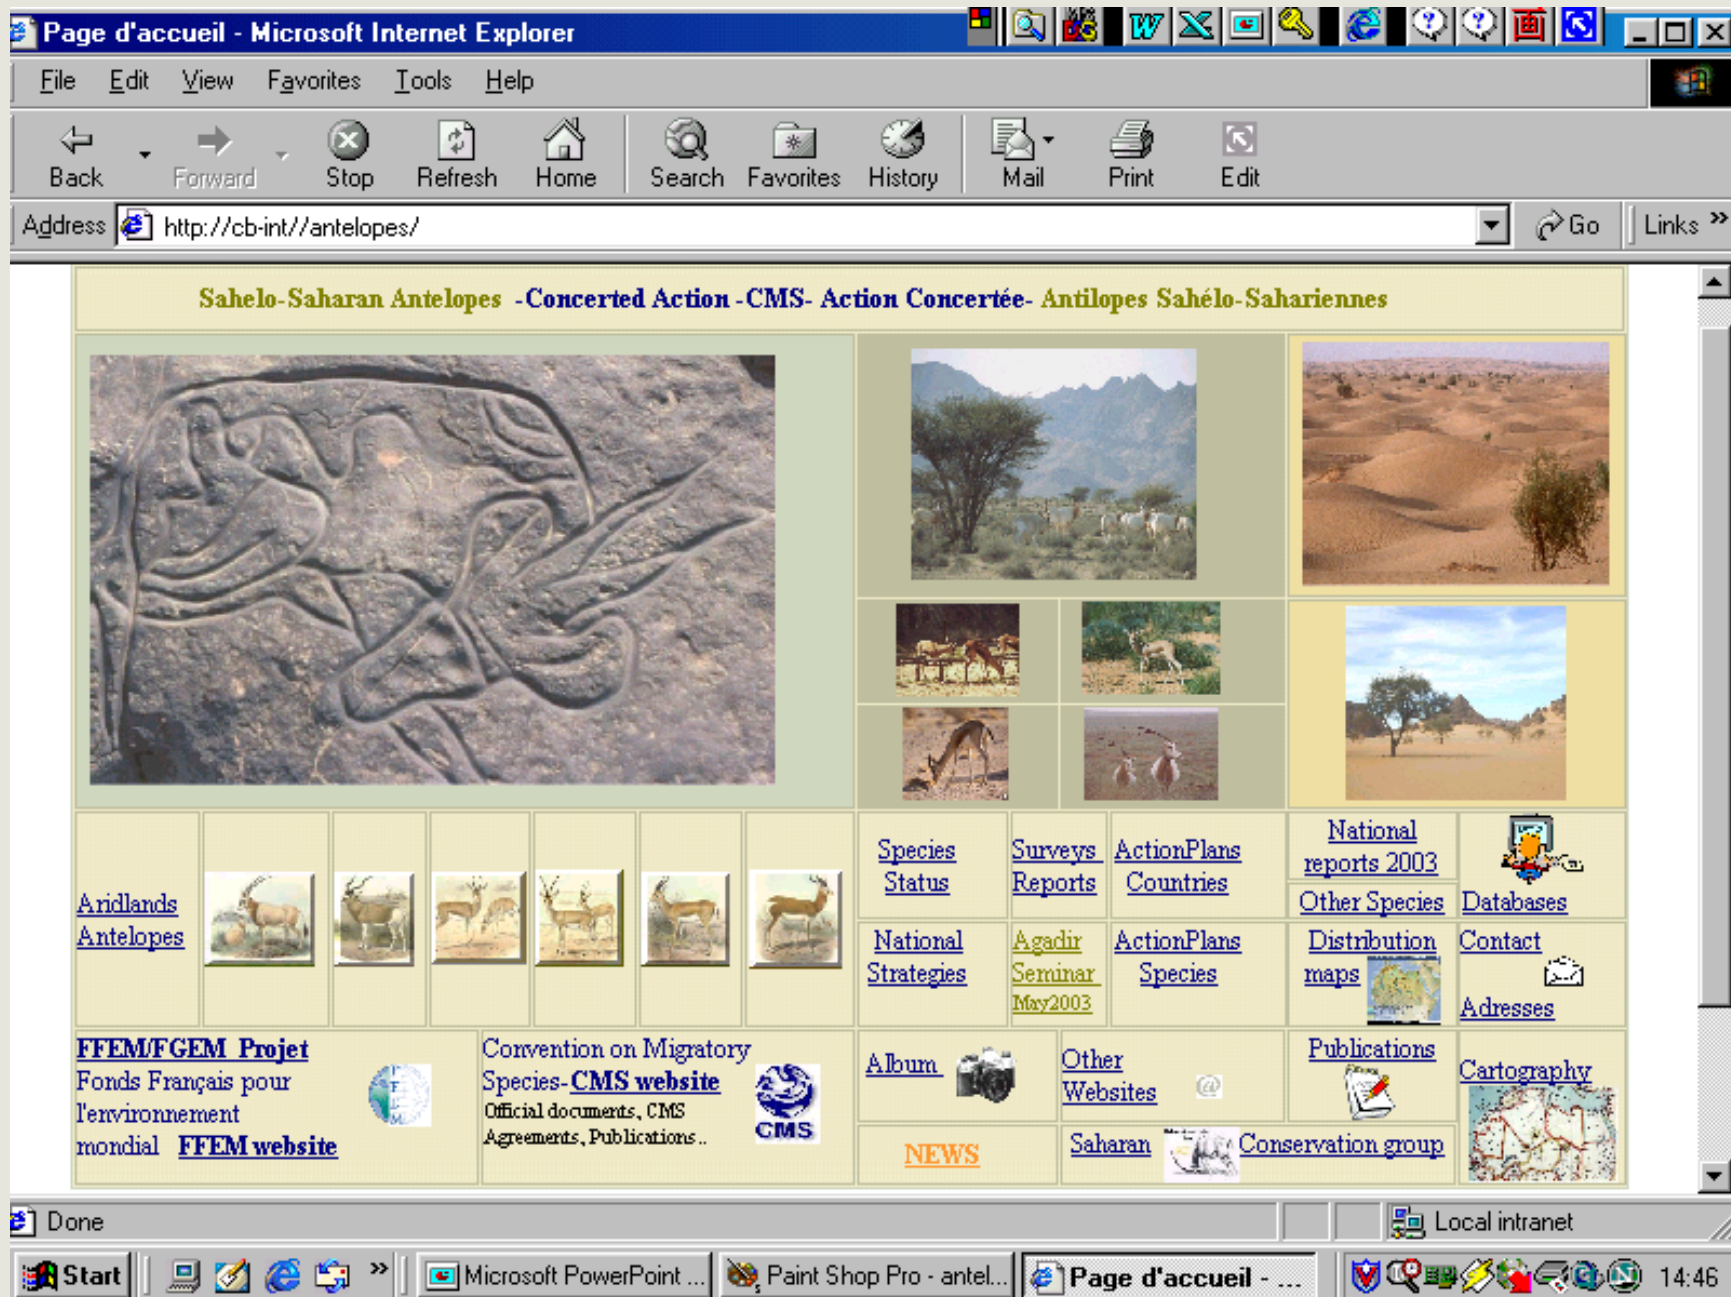 Page d'accueil - Microsoft Internet Explorer
File Edit View Favorites Tools Help
Back Forward Stop Refresh Home Search Favorites History Mail Print Edit
Address http://cb-int//antelopes/ Go Links »
Sahelo-Saharan Antelopes -Concerted Action -CMS- Action Concertée- Antilopes Sahélo-Sahariennes
Aridlands
Antelopes
Species
Status
Surveys
Reports
ActionPlans
Countries
National
reports 2003
Other Species
Databases
National
Strategies
Agadir
Seminar
May2003
ActionPlans
Species
Distribution
maps
Contact
Adresses
FFEM/FGEM Projet
Fonds Français pour
l'environnement
mondial FFEM website
Convention on Migratory
Species-CMS website
Official documents, CMS
Agreements, Publications..
CMS
Album
Other
Websites
@
Publications
Cartography
NEWS
Saharan Conservation group
Done
Local intranet
Start » Microsoft PowerPoint ... Paint Shop Pro - antel... Page d'accueil - ... 14:46